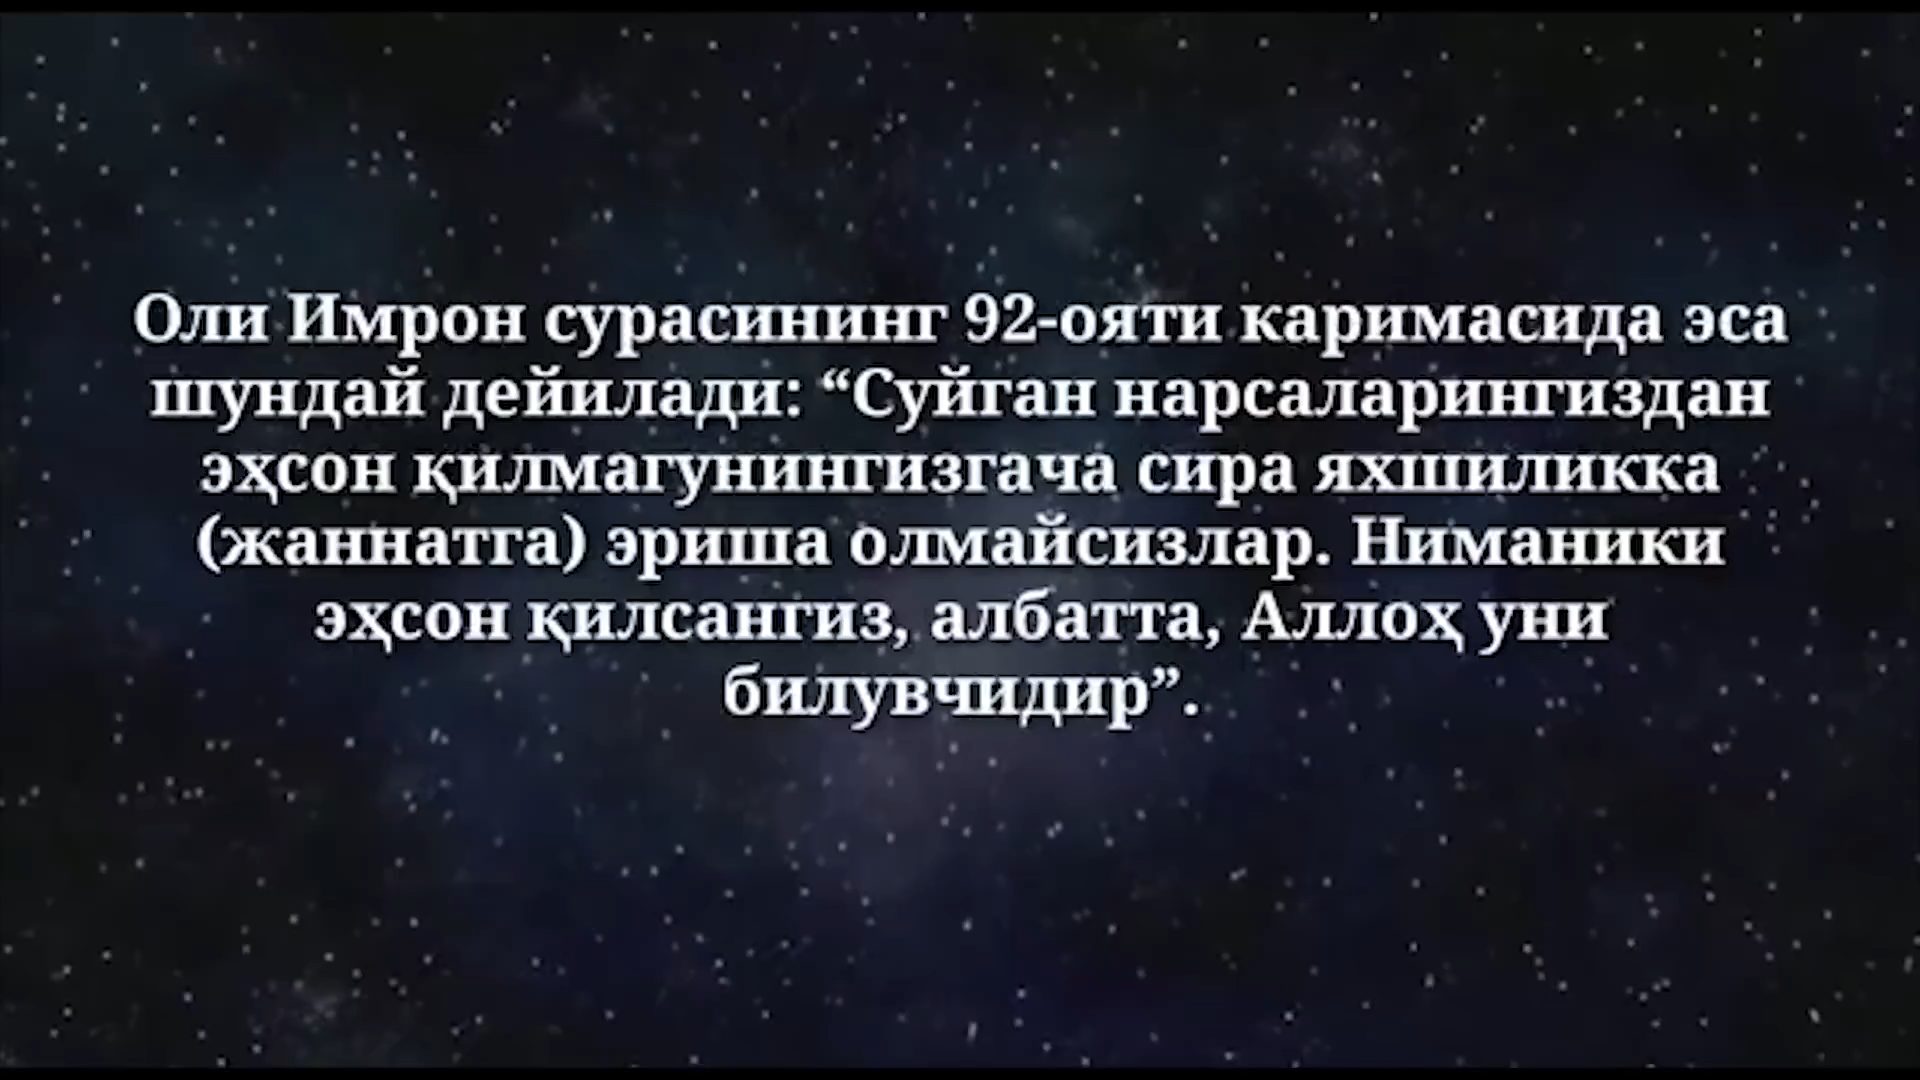 Оли Имрон сурасининг 92-ояти каримасида эса
шундай дейилади: “Суйган нарсаларингиздан
эҳсон қилмагунингизгача сира яхшиликка
(жаннатга) эриша олмайсизлар. Ниманики
эҳсон қилсангиз, албатта, Аллоҳ уни
билувчидир”.